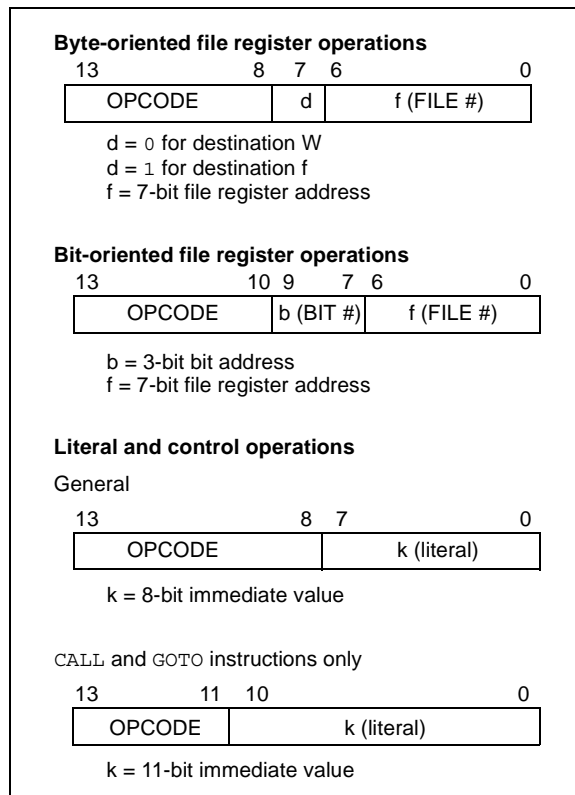 Byte-oriented file register operations
13 8 7 6 0
OPCODE d f (FILE #)
d = 0 for destination W
d = 1 for destination f
f = 7-bit file register address
Bit-oriented file register operations
13 10 9 7 6 0
OPCODE b (BIT #) f (FILE #)
b = 3-bit bit address
f = 7-bit file register address
Literal and control operations
General
13 8 7 0
OPCODE k (literal)
k = 8-bit immediate value
CALL and GOTO instructions only
13 11 10 0
OPCODE k (literal)
k = 11-bit immediate value